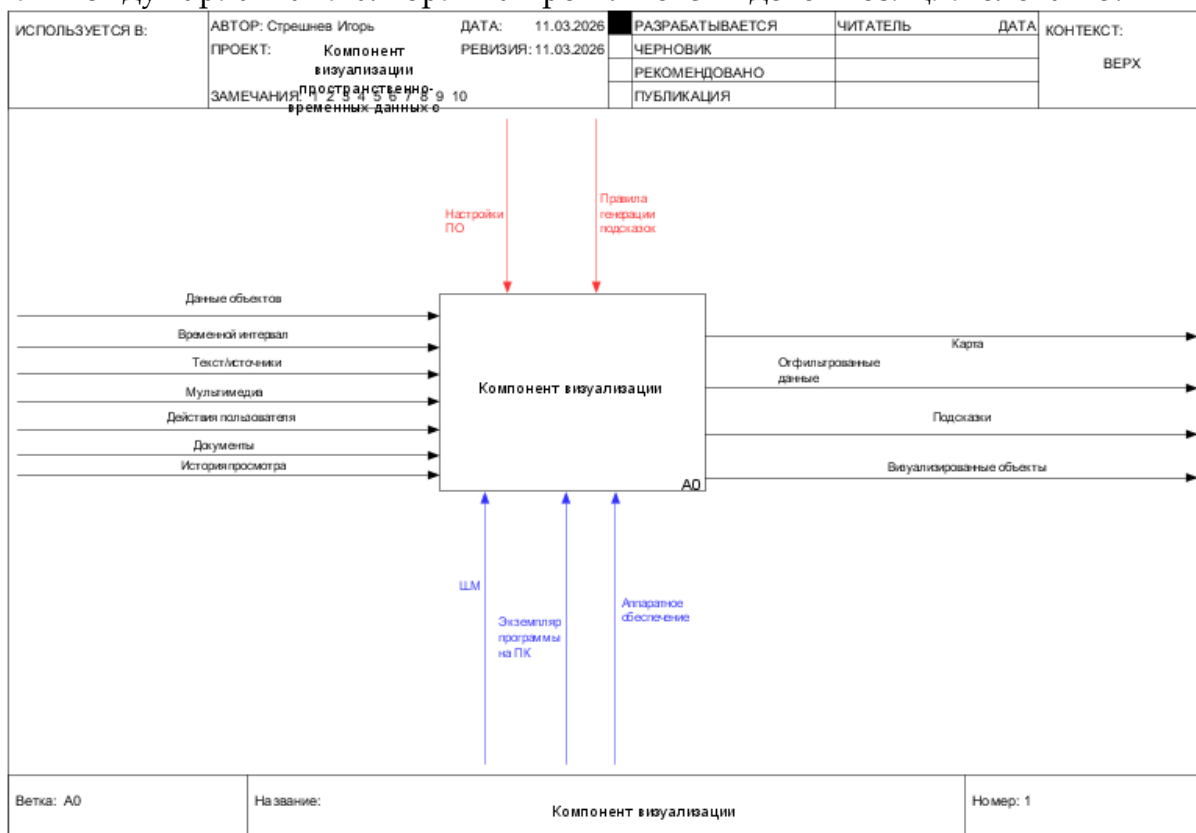 ИСПОЛЬЗУЕТСЯ В:
АВТОР: Стрешнев Игорь
ДАТА: 11.03.2026
РАЗРАБАТЫВАЕТСЯ
ЧИТАТЕЛЬ
ДАТА
КОНТЕКСТ:
ПРОЕКТ:
Компонент
визуализации
пространственно-
временных данных о
РЕВИЗИЯ: 11.03.2026
ЧЕРНОВИК
ВЕРХ
РЕКОМЕНДОВАНО
ЗАМЕЧАНИЯ: 1 2 3 4 5 6 7 8 9 10
ПУБЛИКАЦИЯ
Настройки
ПО
Правила
генерации
подсказок
Данные объектов
Временной интервал
Текст/источники
Мультимедиа
Действия пользователя
Документы
История просмотра
Компонент визуализации
A0
Карта
Отфильтрованные
данные
Подсказки
Визуализированные объекты
Экземпляр
программы
на ПК
Аппаратное
обеспечение
Ветка: A0
Название:
Компонент визуализации
Номер: 1